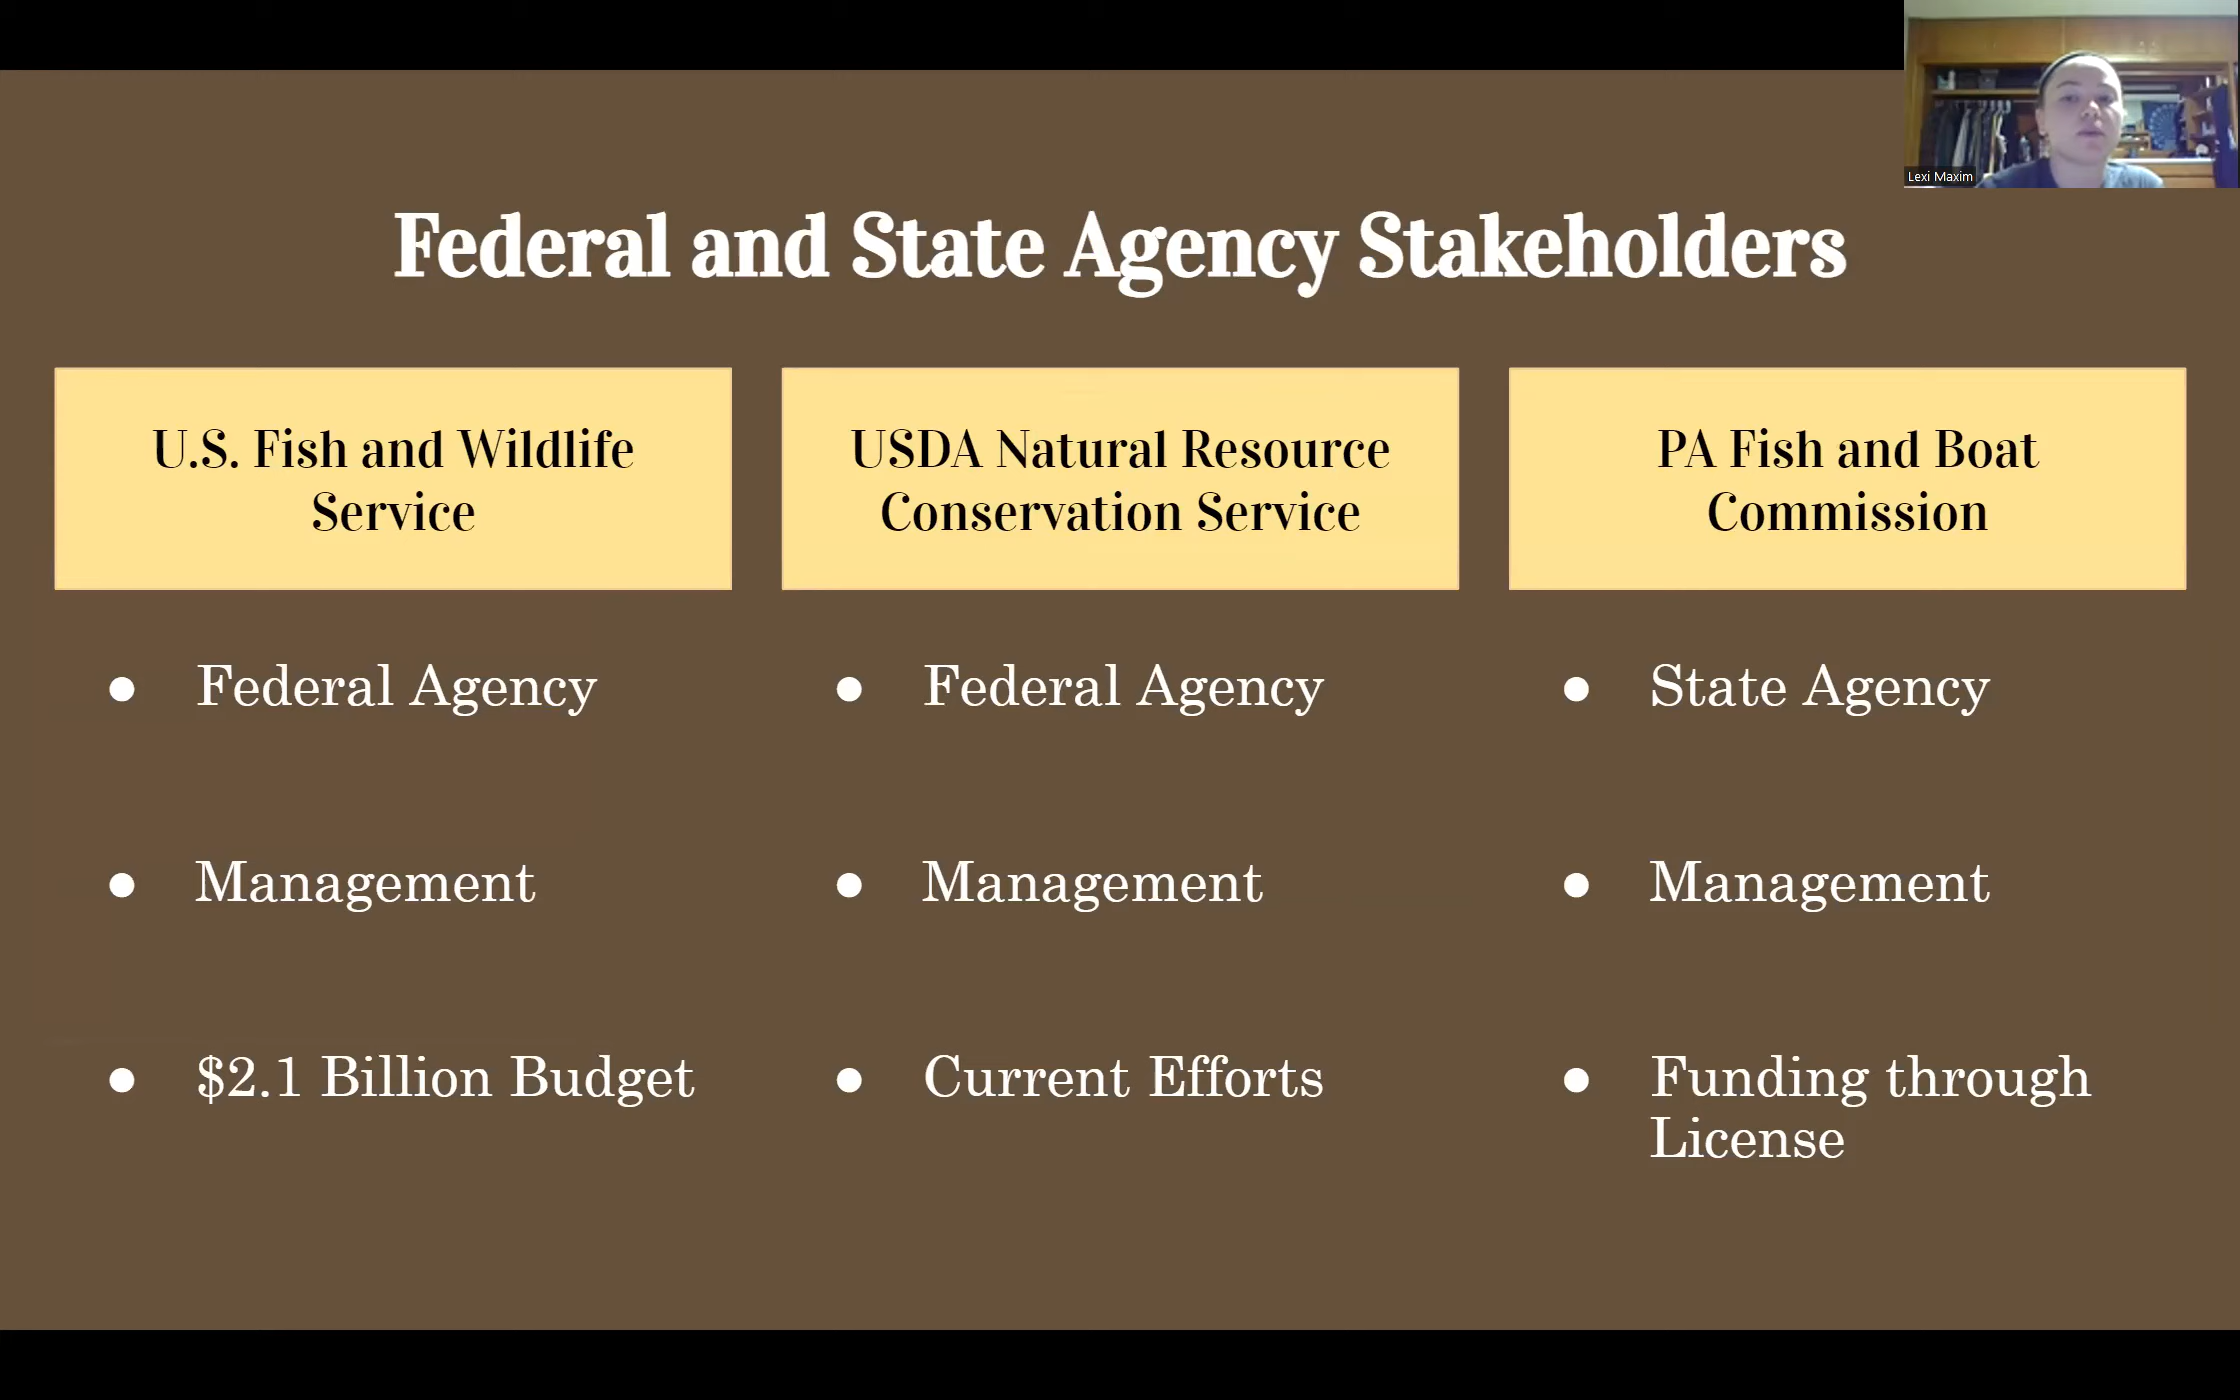 Lexi Maxim
Federal and State Agency Stakeholders
U.S. Fish and Wildlife
Service
● Federal Agency
● Management
● $2.1 Billion Budget
USDA Natural Resource
Conservation Service
● Federal Agency
● Management
● Current Efforts
PA Fish and Boat
Commission
● State Agency
● Management
● Funding through
License